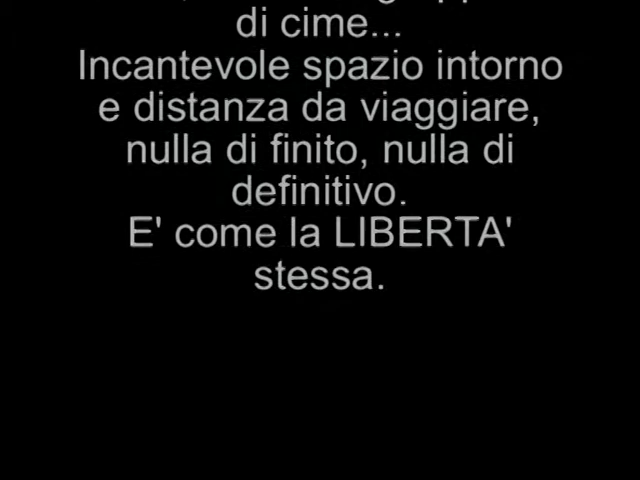 di cime...
Incantevole spazio intorno
e distanza da viaggiare,
nulla di finito, nulla di
definitivo.
E' come la LIBERTA'
stessa.